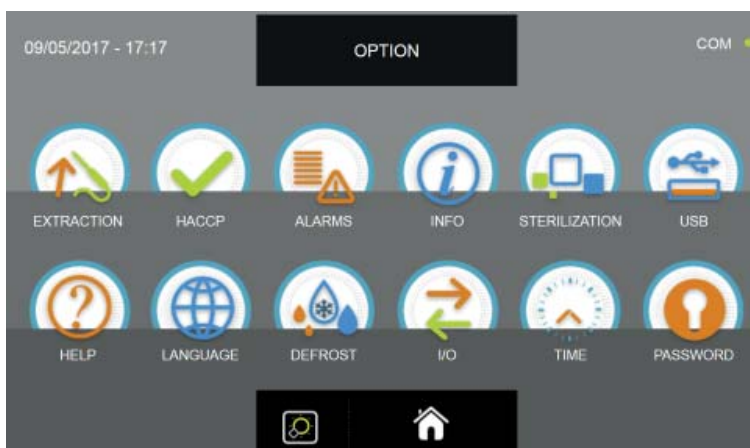 09/05/2017 - 17:17
OPTION
COM
EXTRACTION
HACCP
ALARMS
INFO
STERILIZATION
USB
HELP
LANGUAGE
DEFROST
I/O
TIME
PASSWORD